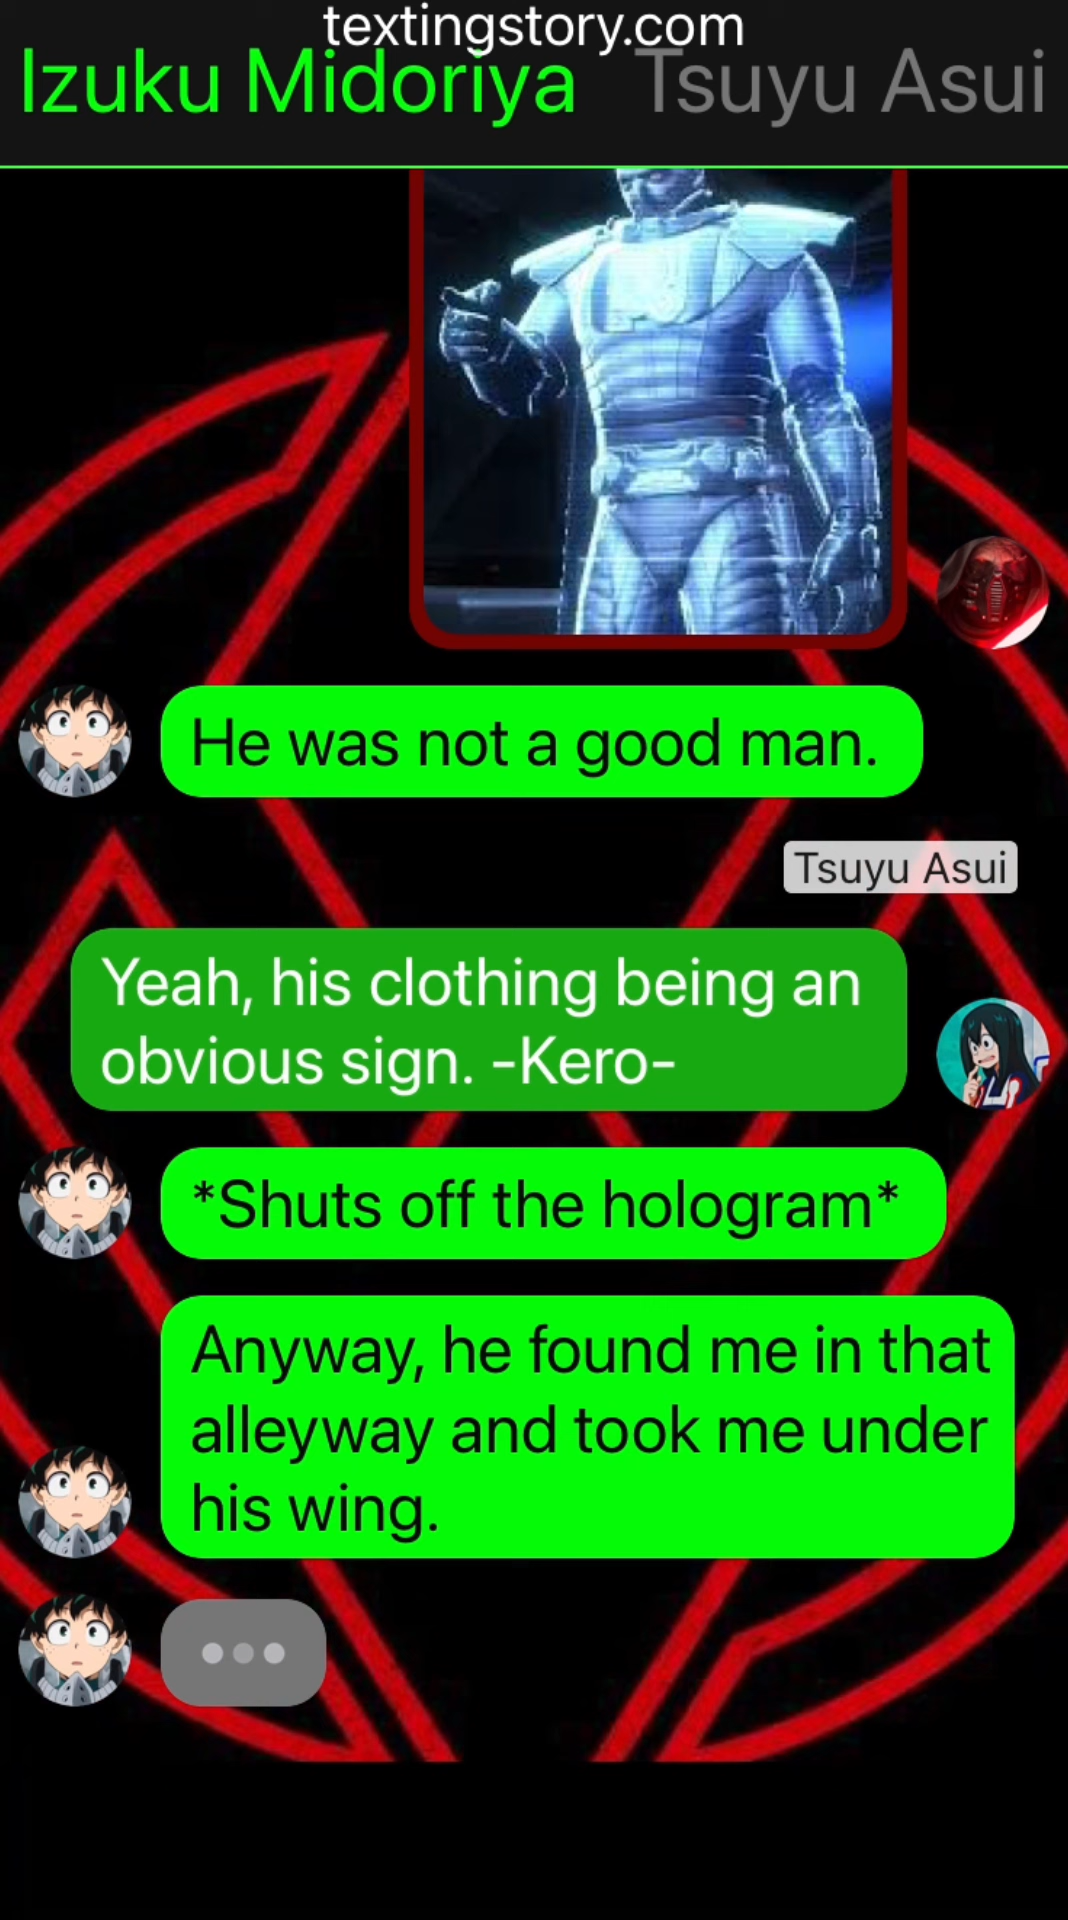 textingstory.com
Izuku Midoriya Tsuyu Asui
He was not a good man.
Tsuyu Asui
Yeah, his clothing being an
obvious sign. -Kero-
*Shuts off the hologram*
Anyway, he found me in that
alleyway and took me under
his wing.